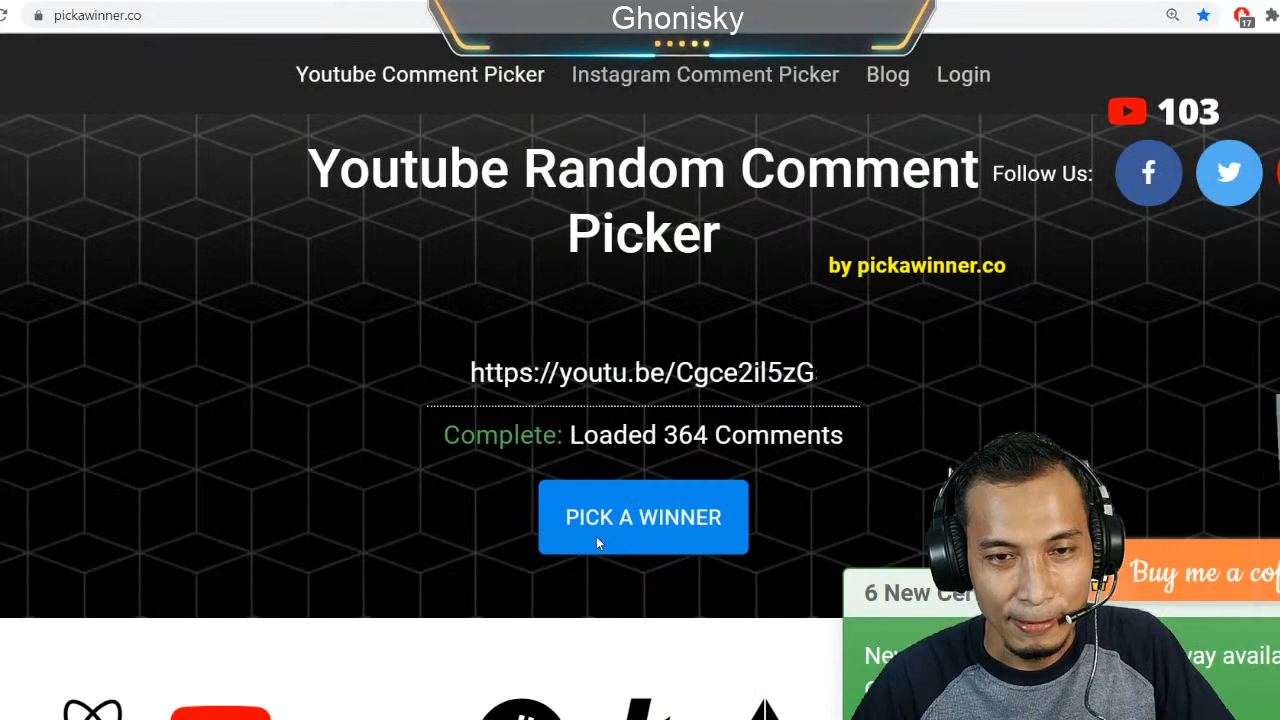 pickawinner.co
Ghonisky
17
Youtube Comment Picker
Instagram Comment Picker
Blog
Login
103
Youtube Random Comment
Picker
Follow Us:
by pickawinner.co
https://youtu.be/Cgce2il5zG
Complete: Loaded 364 Comments
PICK A WINNER
Buy me a
6 New